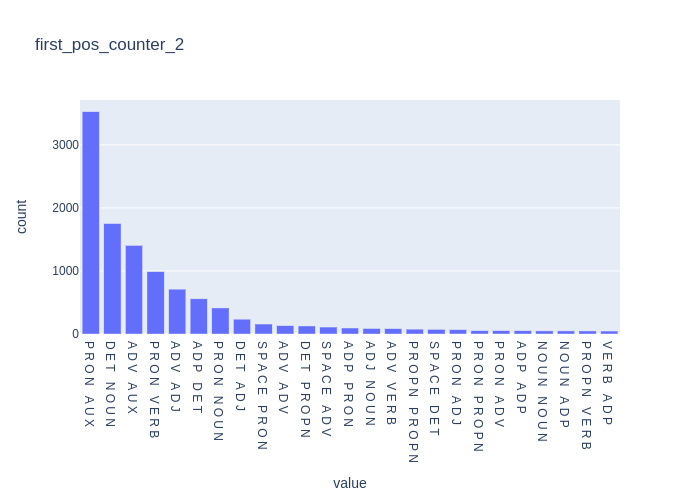 first_pos_counter_2
count
3000
2000
1000
0
PRON AUX
DET NOUN
ADV AUX
PRON VERB
ADV ADJ
ADP DET
PRON NOUN
DET ADJ
SPACE PRON
ADV ADV
DET PROPN
SPACE ADV
ADP PRON
ADJ NOUN
ADV VERB
PROPN PROPN
SPACE DET
PRON ADJ
PRON PROPN
PRON ADV
ADP ADP
NOUN NOUN
NOUN ADP
PROPN VERB
VERB ADP
value